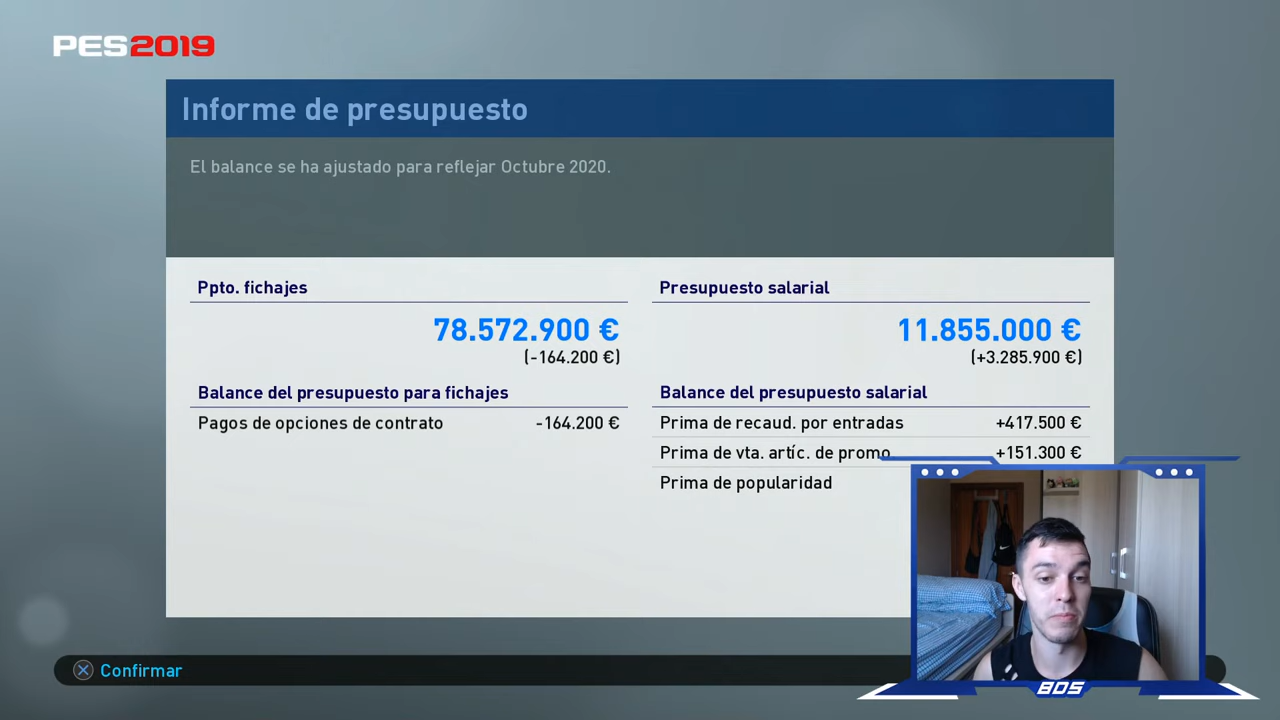 PES2019
Informe de presupuesto
El balance se ha ajustado para reflejar Octubre 2020.
Ppto. fichajes
78.572.900 €
(-164.200 €)
Balance del presupuesto para fichajes
Pagos de opciones de contrato -164.200 €
Presupuesto salarial
11.855.000 €
(+3.285.900 €)
Balance del presupuesto salarial
Prima de recaud. por entradas +417.500 €
Prima de vta. artíc. de promo. +151.300 €
Prima de popularidad
Confirmar
BDS